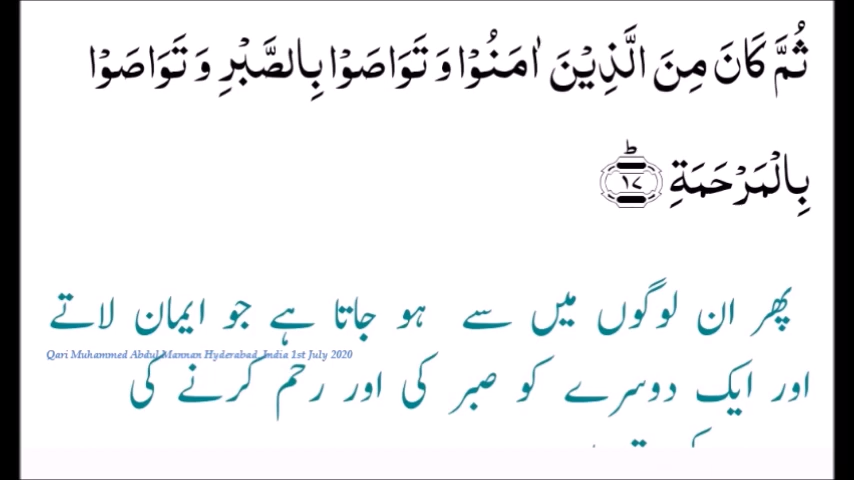 ثُمَّ كَانَ مِنَ الَّذِيْنَ اٰمَنُوْا وَ تَوَاصَوْا بِالصَّبْرِ وَ تَوَاصَوْا
بِالْمَرْحَمَةِ ؕ۱۷
پھر ان لوگوں میں سے ہو جاتا ہے جو ایمان لاتے
Qari Muhammed Abdul Mannan Hyderabad India 1st July 2020
اور ایک دوسرے کو صبر کی اور رحم کرنے کی